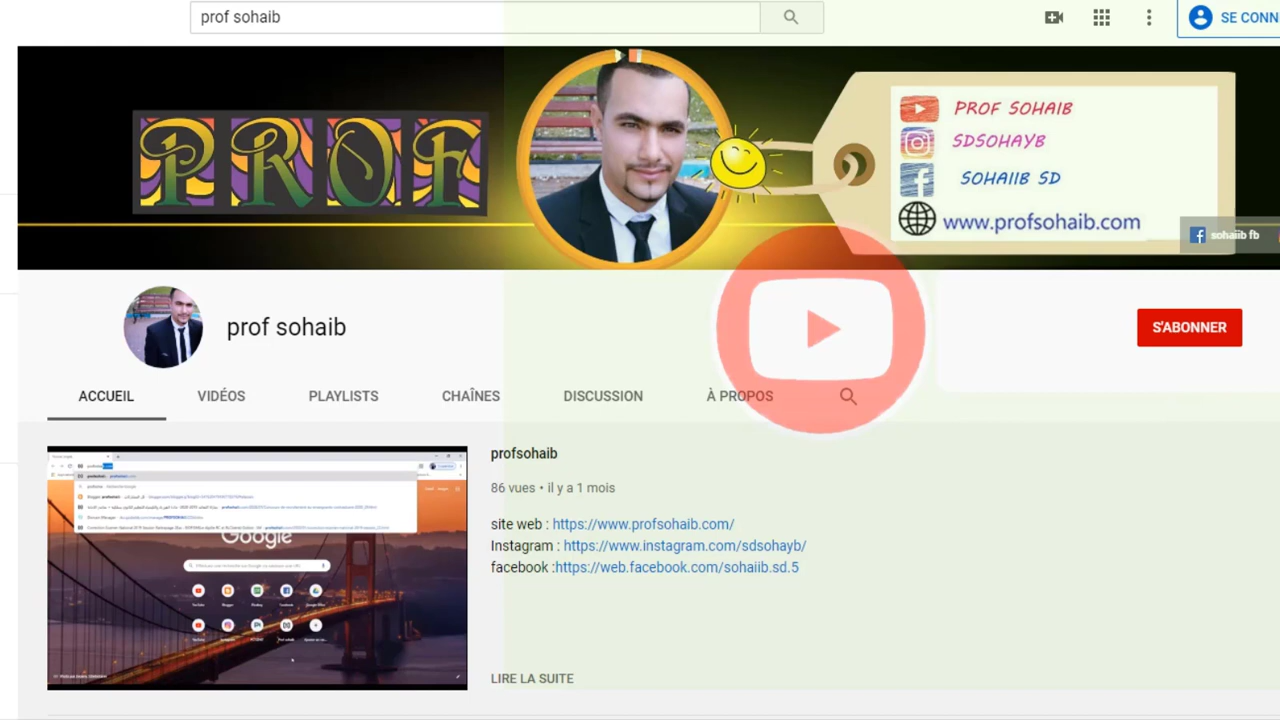 prof sohaib
SE CONN
PROF
PROF SOHAIB
SDSOHAYB
SOHAIIB SD
www.profsohaib.com
sohaiib fb
prof sohaib
S'ABONNER
ACCUEIL VIDÉOS PLAYLISTS CHAÎNES DISCUSSION À PROPOS
profsohaib
86 vues • il y a 1 mois
site web : https://www.profsohaib.com/
Instagram : https://www.instagram.com/sdsohayb/
facebook :https://web.facebook.com/sohaiib.sd.5
LIRE LA SUITE
Google